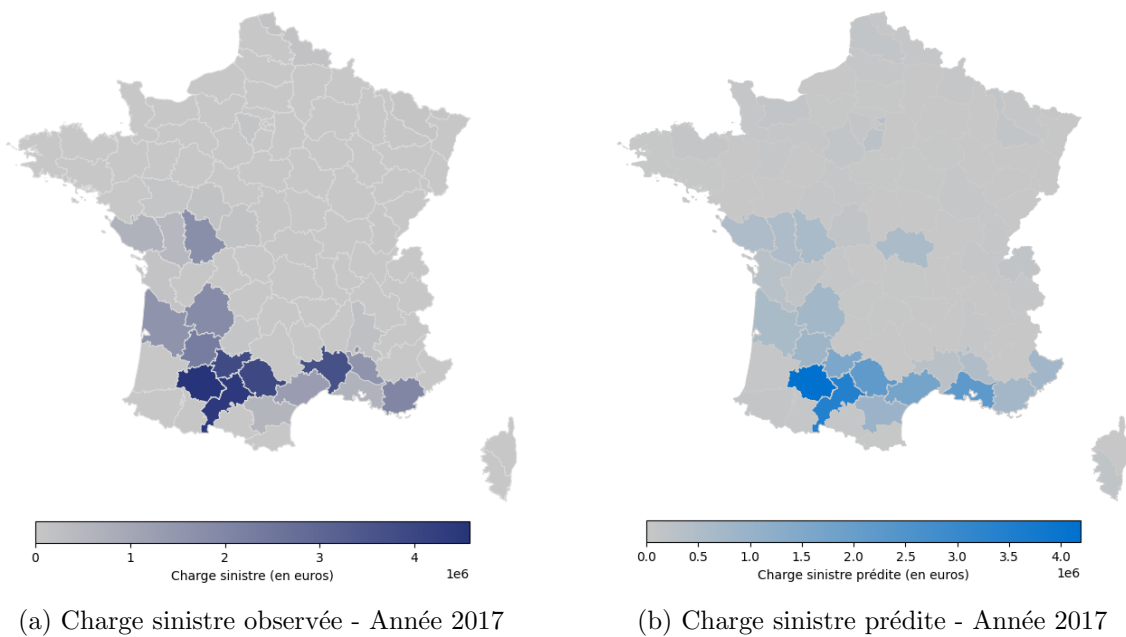 0 1 2 3 4
1e6
Charge sinistre (en euros)
(a) Charge sinistre observée - Année 2017
0.0 0.5 1.0 1.5 2.0 2.5 3.0 3.5 4.0
1e6
Charge sinistre prédite (en euros)
(b) Charge sinistre prédite - Année 2017